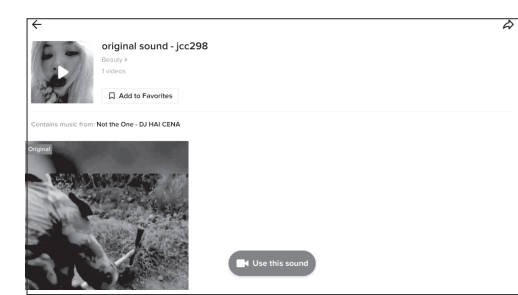 original sound - jcc298
Beauty >
1 videos
Add to Favorites
Contains music from: Not the One - DJ HAI CENA
Original
Use this sound